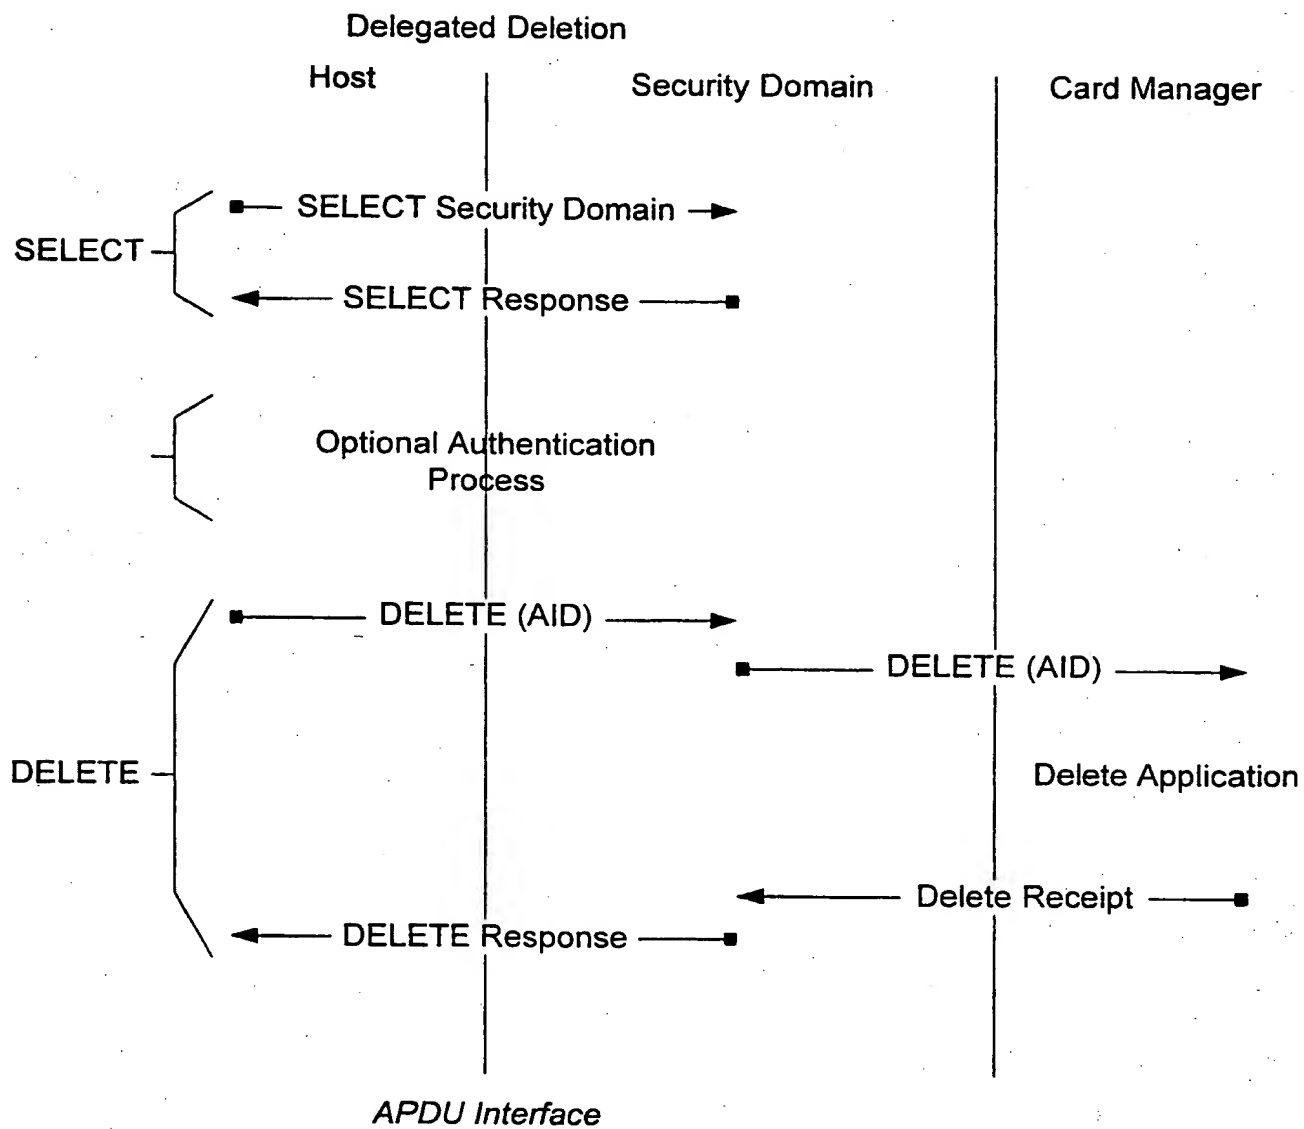 Delegated Deletion
Host
Security Domain
Card Manager
SELECT Security Domain
SELECT
SELECT Response
Optional Authentication
Process
DELETE (AID)
DELETE (AID)
DELETE
Delete Application
Delete Receipt
DELETE Response
APDU Interface